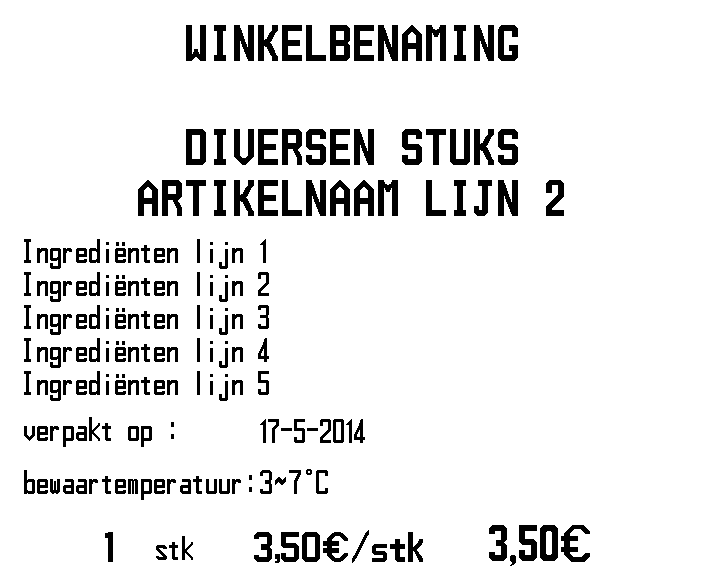 WINKELBENAMING
DIVERSEN STUKS
ARTIKELNAAM LIJN 2
Ingrediënten lijn 1
Ingrediënten lijn 2
Ingrediënten lijn 3
Ingrediënten lijn 4
Ingrediënten lijn 5
verpakt op : 17-5-2014
bewaartemperatuur:3~7°C
1 stk 3,50€/stk 3,50€